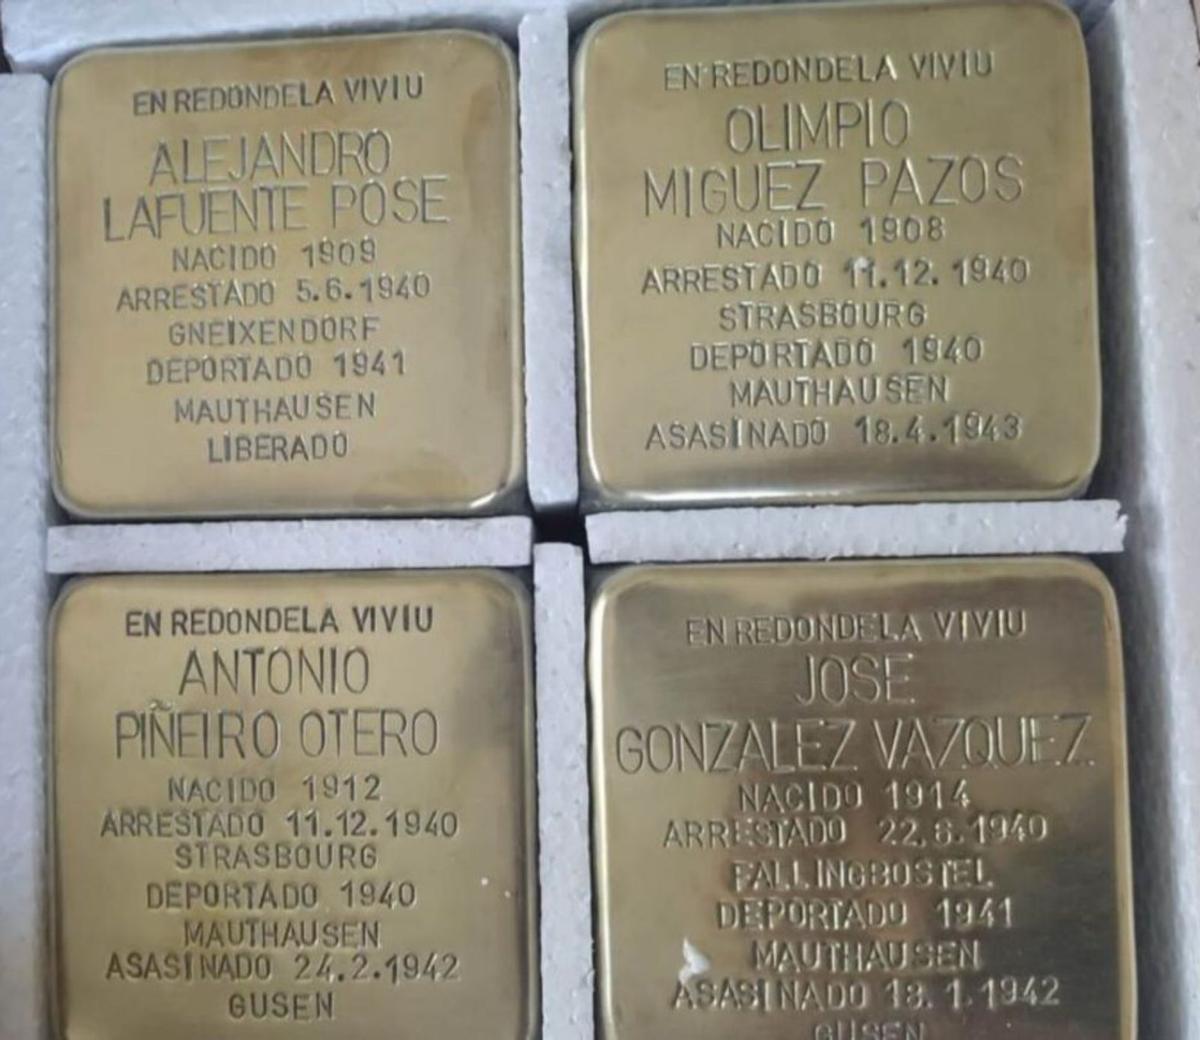 EN REDONDELA VIVIU
ALEJANDRO
LAFUENTE POSE
NACIDO 1909
ARRESTADO 5.6.1940
GNEIXENDORF
DEPORTADO 1941
MAUTHAUSEN
LIBERADO
EN REDONDELA VIVIU
OLIMPIO
MIGUEZ PAZOS
NACIDO 1908
ARRESTADO 11.12.1940
STRASBOURG
DEPORTADO 1940
MAUTHAUSEN
ASASINADO 18.4.1943
EN REDONDELA VIVIU
ANTONIO
PIÑEIRO OTERO
NACIDO 1912
ARRESTADO 11.12.1940
STRASBOURG
DEPORTADO 1940
MAUTHAUSEN
ASASINADO 24.2.1942
GUSEN
EN REDONDELA VIVIU
JOSE
GONZALEZ VAZQUEZ
NACIDO 1914
ARRESTADO 22.6.1940
FALLINGBOSTEL
DEPORTADO 1941
MAUTHAUSEN
ASASINADO 18.1.1942
GUSEN